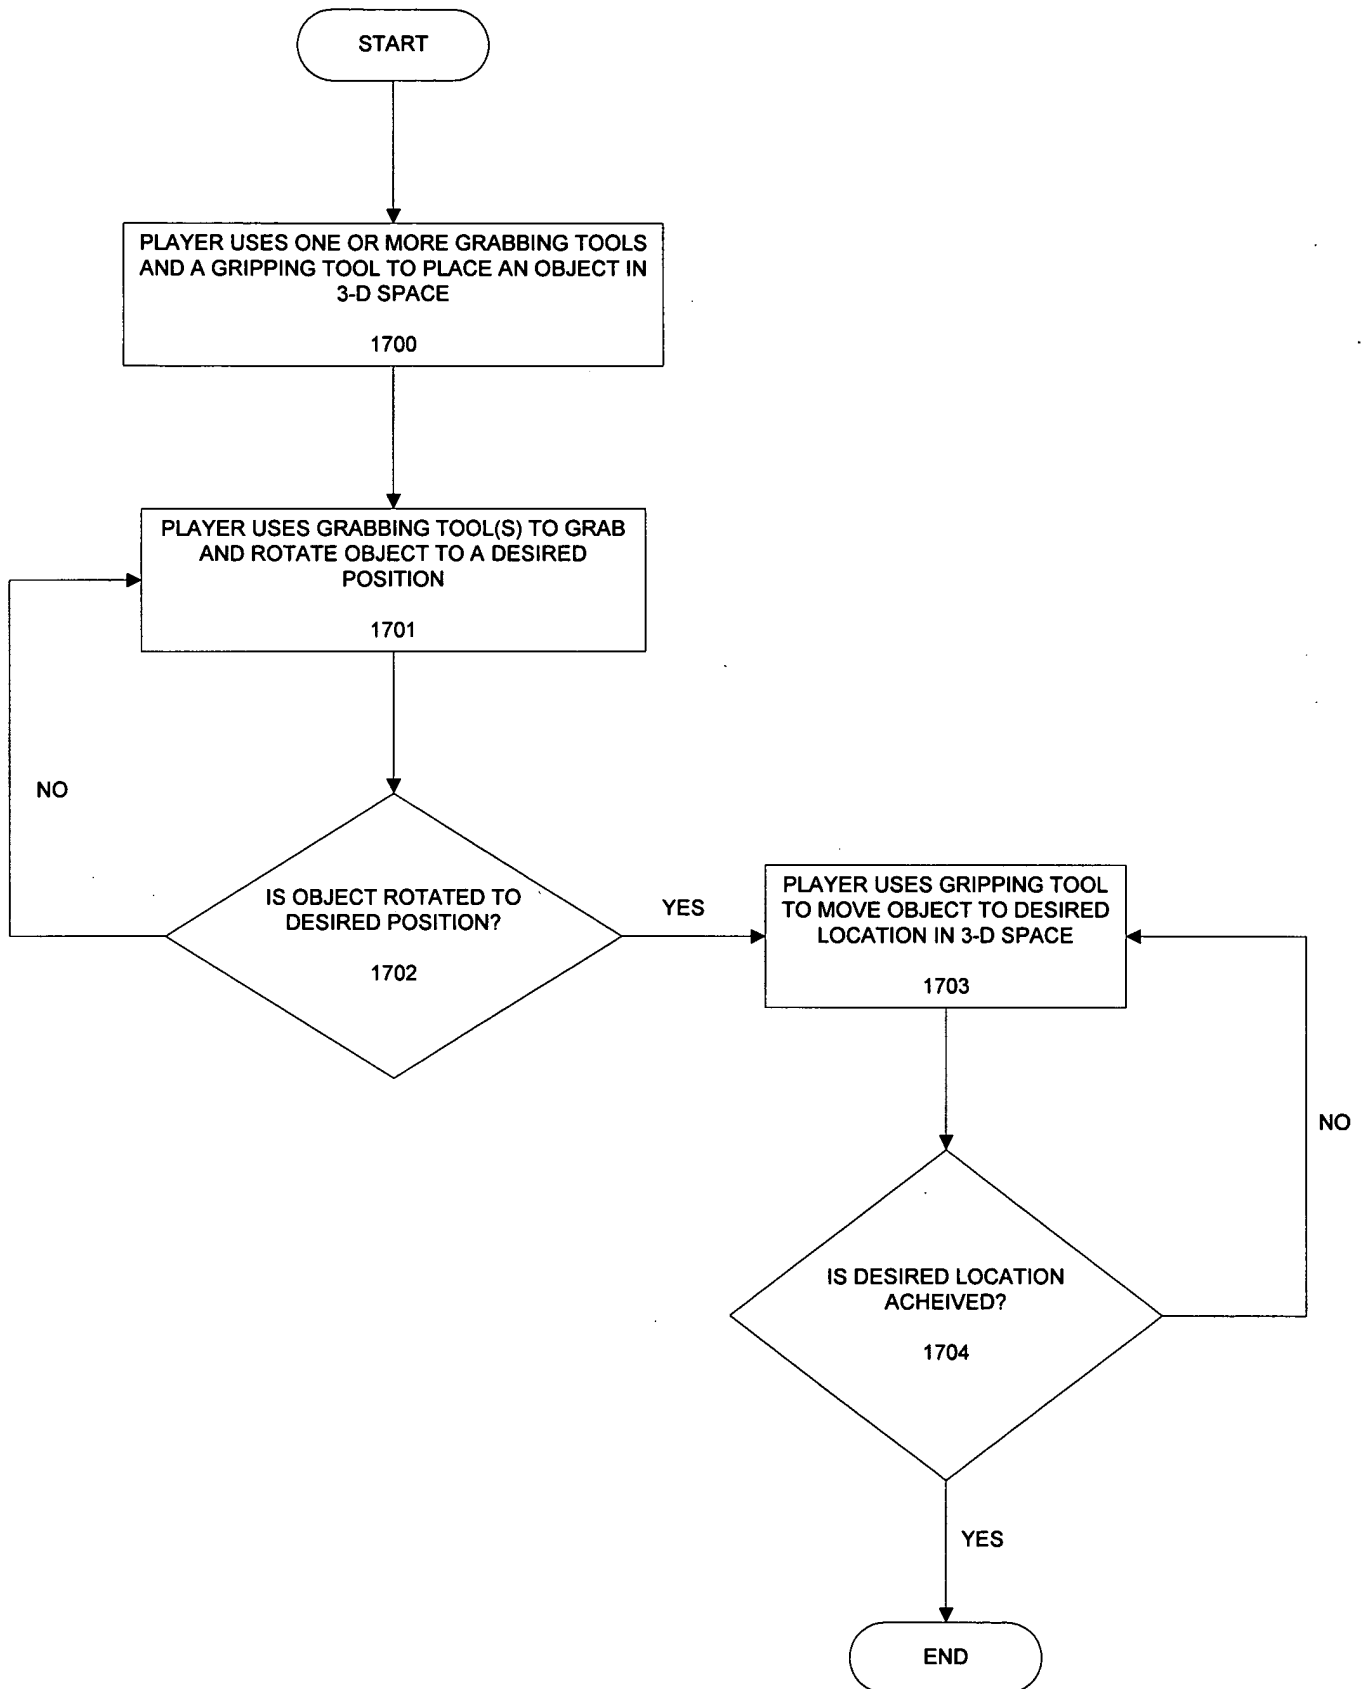 START
PLAYER USES ONE OR MORE GRABBING TOOLS
AND A GRIPPING TOOL TO PLACE AN OBJECT IN
3-D SPACE
1700
PLAYER USES GRABBING TOOL(S) TO GRAB
AND ROTATE OBJECT TO A DESIRED
POSITION
1701
NO
IS OBJECT ROTATED TO
DESIRED POSITION?
1702
YES
PLAYER USES GRIPPING TOOL
TO MOVE OBJECT TO DESIRED
LOCATION IN 3-D SPACE
1703
NO
IS DESIRED LOCATION
ACHEIVED?
1704
YES
END